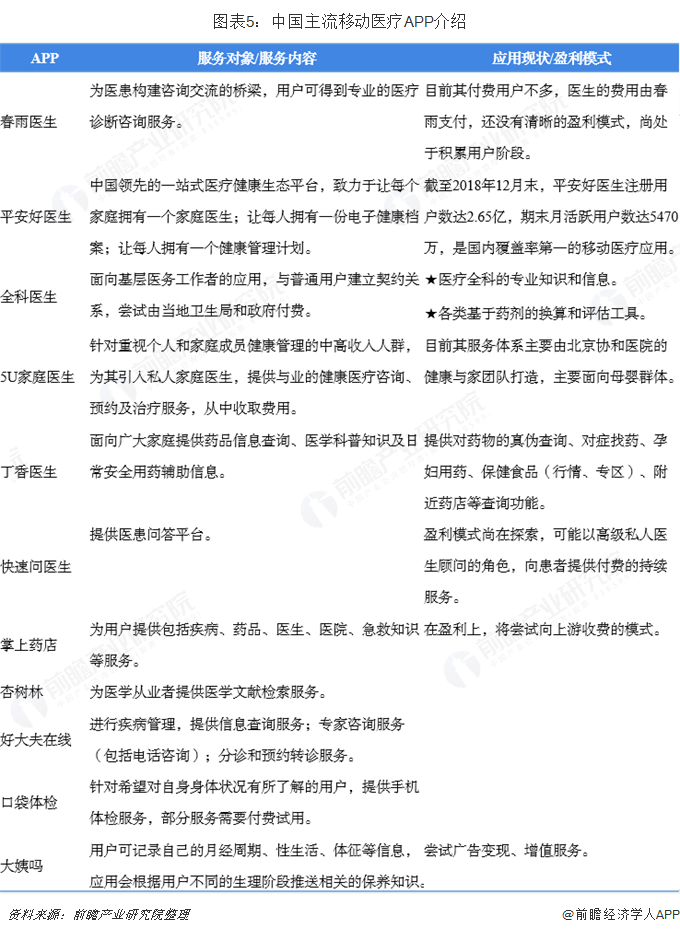 图表5：中国主流移动医疗APP介绍
APP 服务对象/服务内容 应用现状/盈利模式
春雨医生
为医患构建咨询交流的桥梁，用户可得到专业的医疗
诊断咨询服务。
目前其付费用户不多，医生的费用由春
雨支付，还没有清晰的盈利模式，尚处
于积累用户阶段。
平安好医生
中国领先的一站式医疗健康生态平台，致力于让每个
家庭拥有一个家庭医生；让每人拥有一份电子健康档
案；让每人拥有一个健康管理计划。
截至2018年12月末，平安好医生注册用
户数达2.65亿，期末月活跃用户数达5470
万，是国内覆盖率第一的移动医疗应用。
全科医生
面向基层医务工作者的应用，与普通用户建立契约关
系，尝试由当地卫生局和政府付费。
★医疗全科的专业知识和信息。
★各类基于药剂的换算和评估工具。
5U家庭医生
针对重视个人和家庭成员健康管理的中高收入人群，
为其引入私人家庭医生，提供与业的健康医疗咨询、
预约及治疗服务，从中收取费用。
目前其服务体系主要由北京协和医院的
健康与家团队打造，主要面向母婴群体。
丁香医生
面向广大家庭提供药品信息查询、医学科普知识及日
常安全用药辅助信息。
提供对药物的真伪查询、对症找药、孕
妇用药、保健食品（行情、专区）、附
近药店等查询功能。
快速问医生
提供医患问答平台。
盈利模式尚在探索，可能以高级私人医
生顾问的角色，向患者提供付费的持续
服务。
掌上药店
为用户提供包括疾病、药品、医生、医院、急救知识
等服务。
在盈利上，将尝试向上游收费的模式。
杏树林
为医学从业者提供医学文献检索服务。
好大夫在线
进行疾病管理，提供信息查询服务；专家咨询服务
（包括电话咨询）；分诊和预约转诊服务。
口袋体检
针对希望对自身身体状况有所了解的用户，提供手机
体检服务，部分服务需要付费试用。
大姨吗
用户可记录自己的月经周期、性生活、体征等信息，
应用会根据用户不同的生理阶段推送相关的保养知识。
尝试广告变现、增值服务。
资料来源：前瞻产业研究院整理 @前瞻经济学人APP
前瞻产业研究院